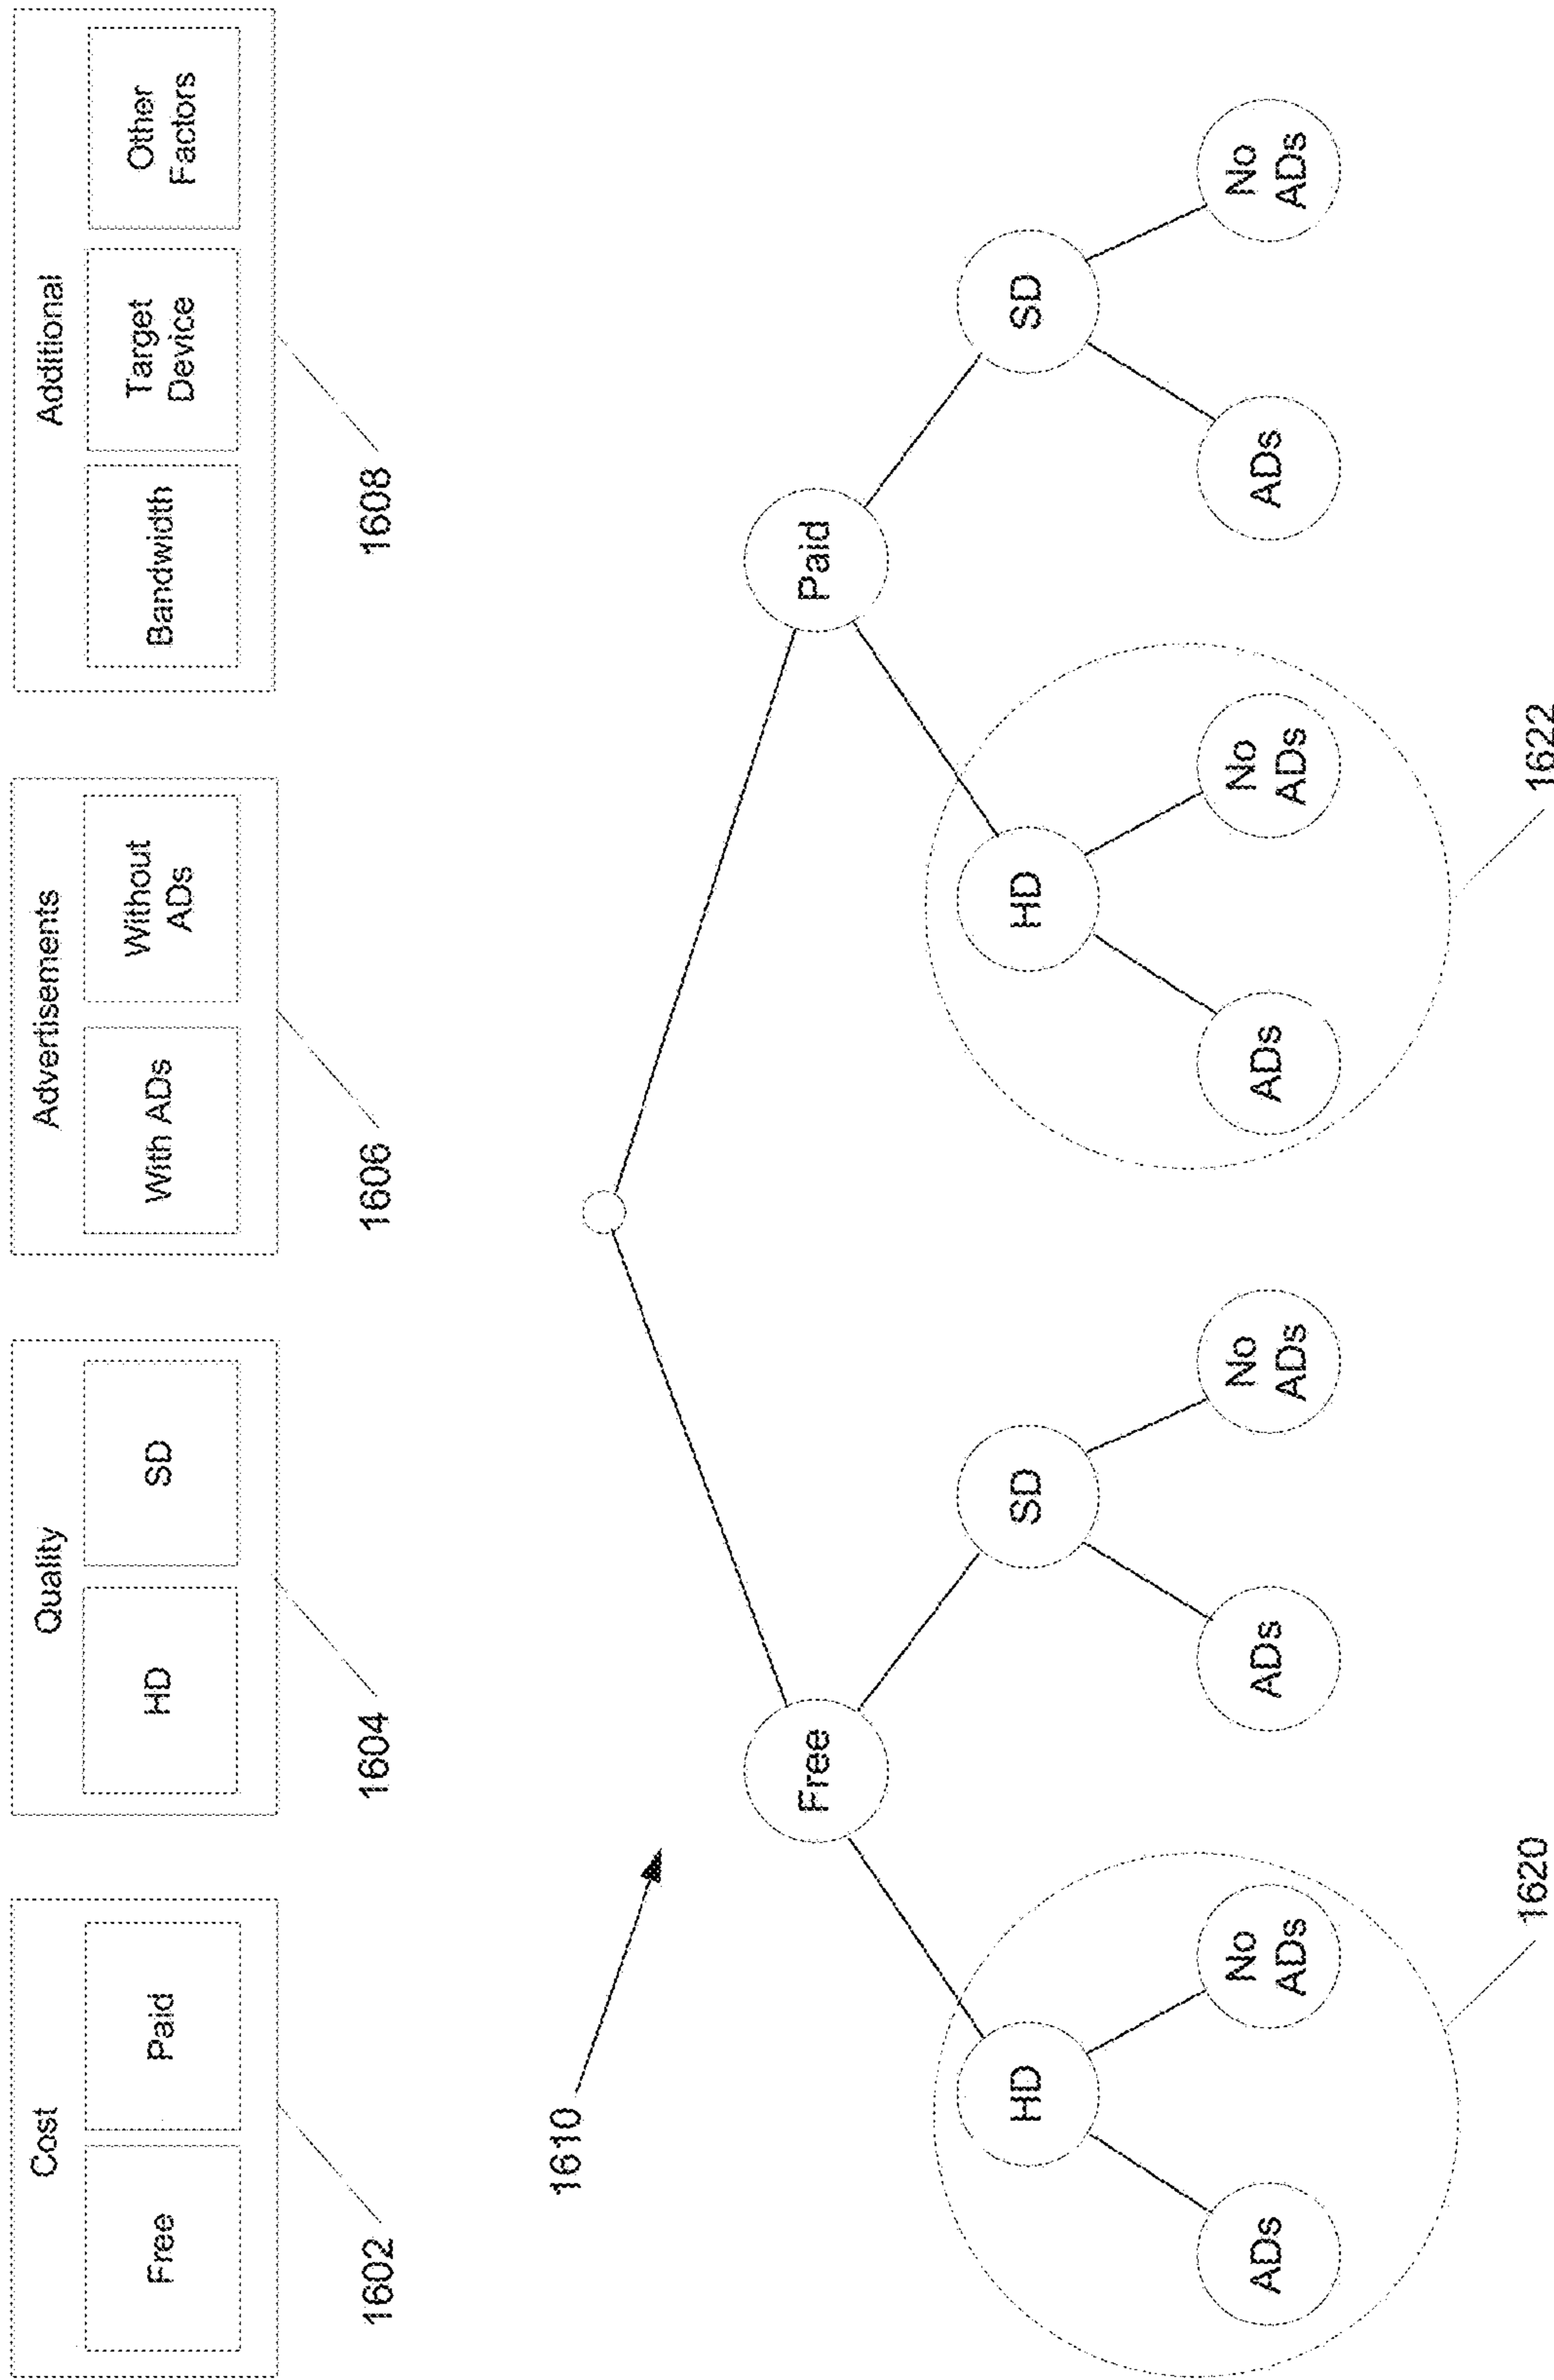 Cost
Free
Paid
1602
Quality
HD
SD
1604
Advertisements
With ADs
Without
ADs
1606
Additional
Bandwidth
Target
Device
Other
Factors
1608
1610
Free
Paid
HD
SD
HD
SD
ADs
No
ADs
ADs
No
ADs
ADs
No
ADs
ADs
No
ADs
1620
1622